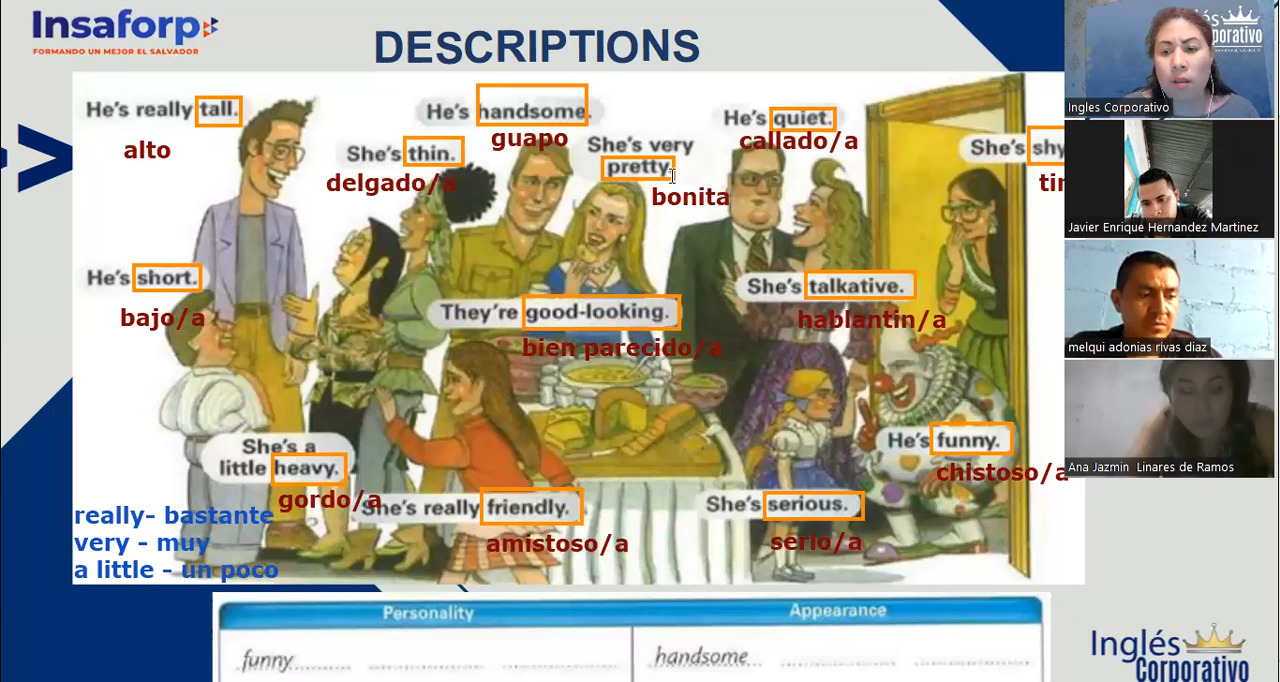 Insaforp
FORMANDO UN MEJOR EL SALVADOR
DESCRIPTIONS
He's really tall.
alto
He's handsome.
guapo
She's thin.
delgado/a
She's very
pretty.
bonita
He's quiet.
callado/a
She's shy
He's short.
bajo/a
They're good-looking.
bien parecido/a
She's talkative.
hablantin/a
She's a
little heavy.
gordo/a
She's really friendly.
amistoso/a
She's serious.
serio/a
He's funny.
chistoso/a
really- bastante
very - muy
a little - un poco
Personality
Appearance
funny
handsome
Inglés
Corporativo
Ingles Corporativo
Javier Enrique Hernandez Martinez
melqui adonias rivas diaz
Ana Jazmin Linares de Ramos